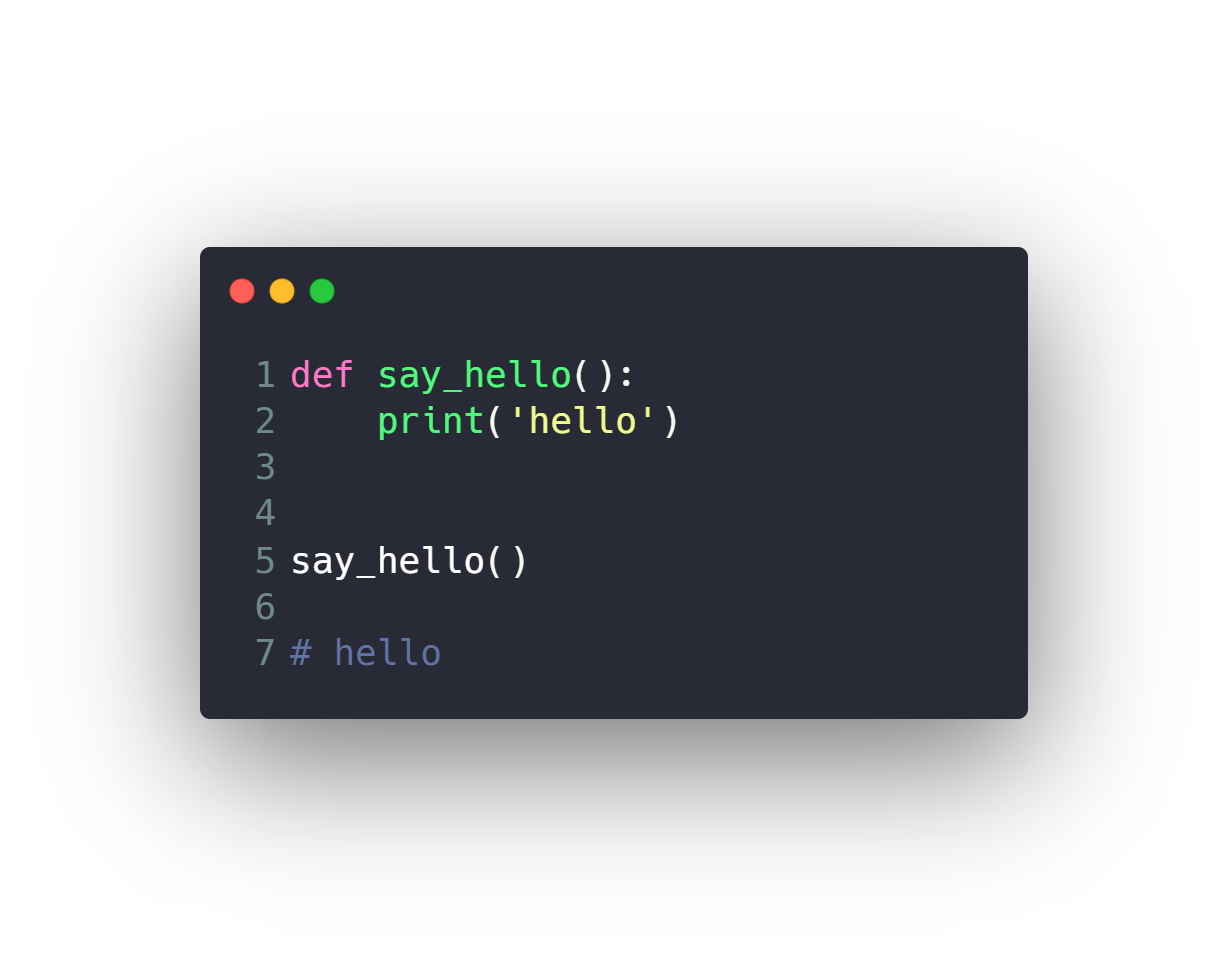 1 def say_hello():
2     print('hello')
3
4
5 say_hello()
6
7 # hello